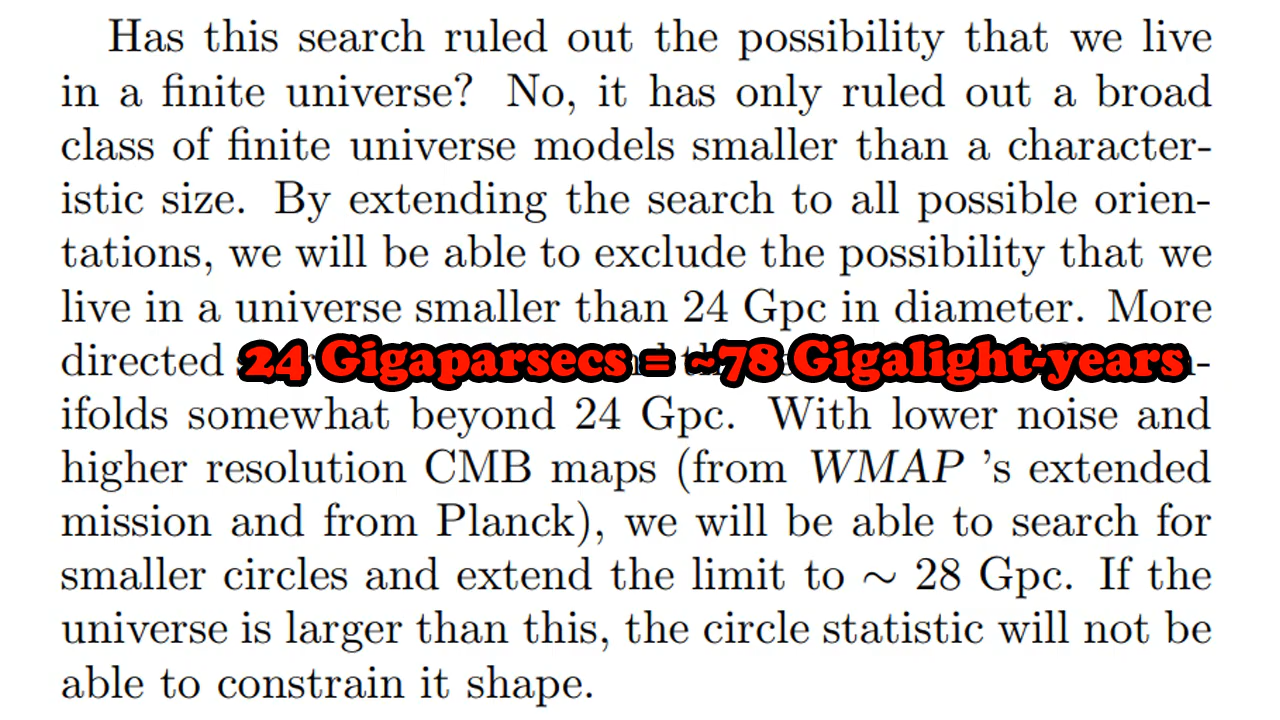 Has this search ruled out the possibility that we live
in a finite universe? No, it has only ruled out a broad
class of finite universe models smaller than a character-
istic size. By extending the search to all possible orien-
tations, we will be able to exclude the possibility that we
live in a universe smaller than 24 Gpc in diameter. More
directed
24 Gigaparsecs = ~78 Gigalight-years
ifolds somewhat beyond 24 Gpc. With lower noise and
higher resolution CMB maps (from WMAP 's extended
mission and from Planck), we will be able to search for
smaller circles and extend the limit to ∼ 28 Gpc. If the
universe is larger than this, the circle statistic will not be
able to constrain it shape.